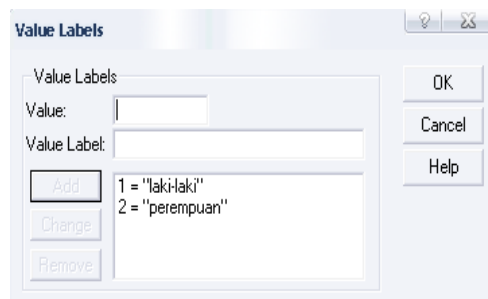 Value Labels
Value Labels
Value:
Value Label:
Add
Change
Remove
1 = "laki-laki"
2 = "perempuan"
OK
Cancel
Help